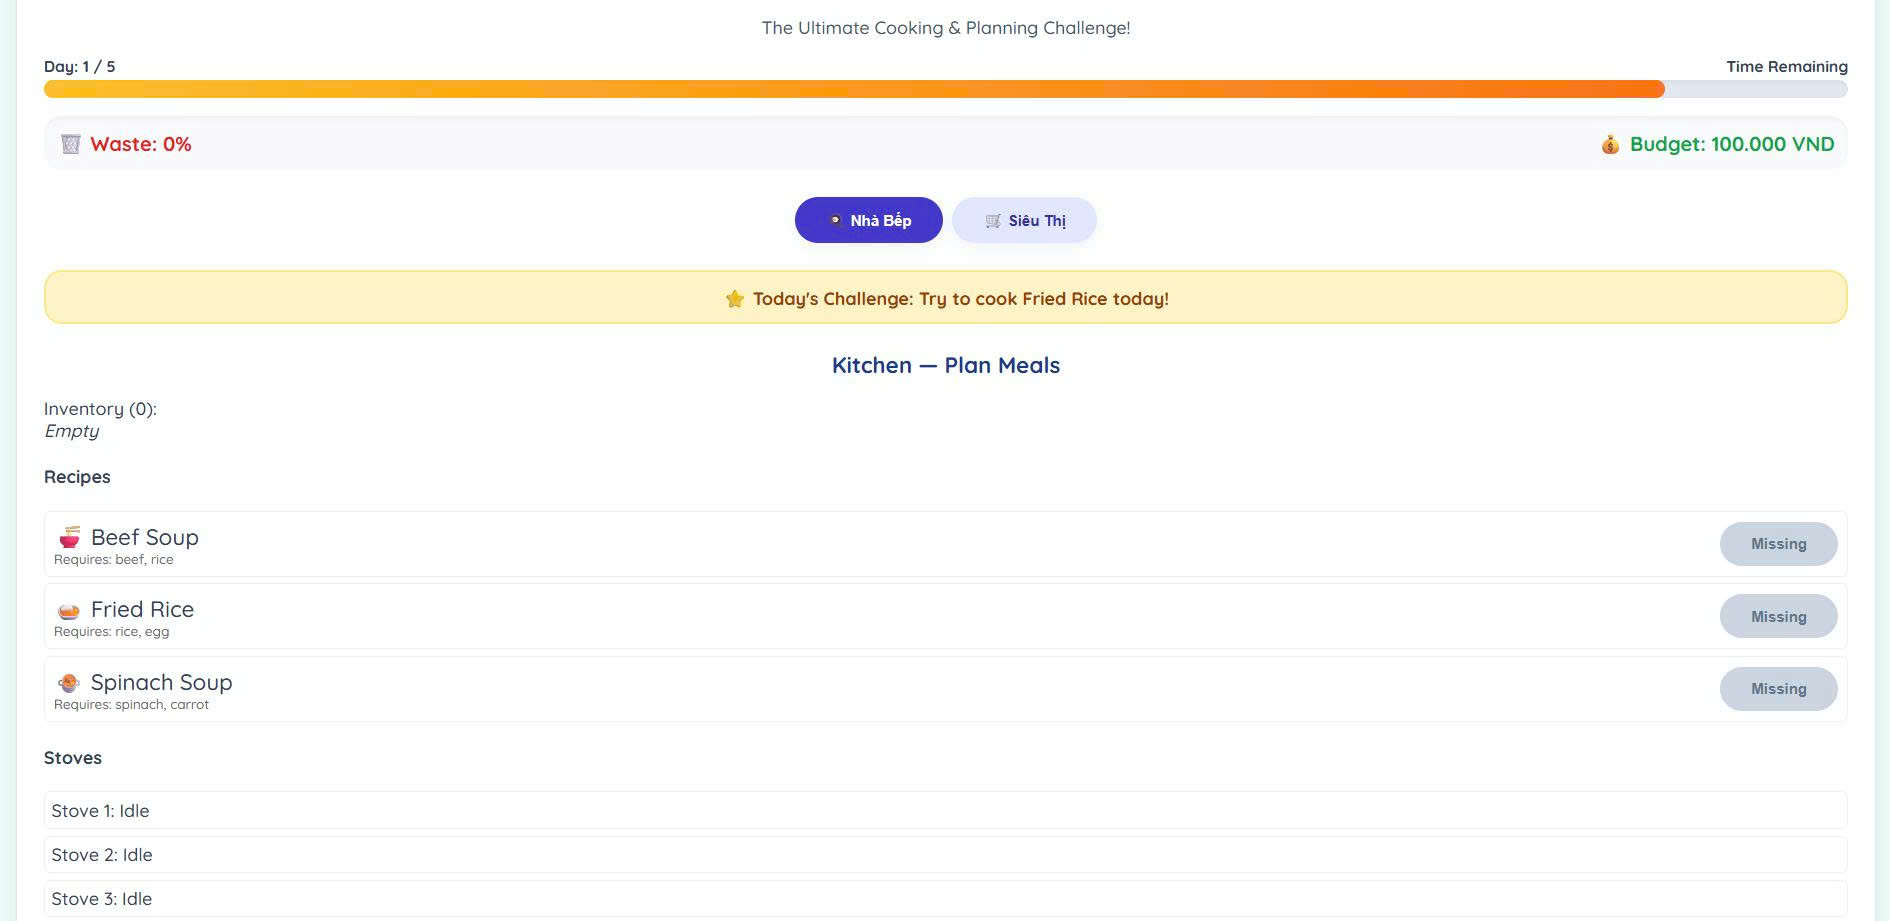 The Ultimate Cooking & Planning Challenge!
Day: 1 / 5
Time Remaining
Waste: 0%
Budget: 100.000 VND
Nhà Bếp
Siêu Thị
Today's Challenge: Try to cook Fried Rice today!
Kitchen — Plan Meals
Inventory (0):
Empty
Recipes
Beef Soup
Requires: beef, rice
Missing
Fried Rice
Requires: rice, egg
Missing
Spinach Soup
Requires: spinach, carrot
Missing
Stoves
Stove 1: Idle
Stove 2: Idle
Stove 3: Idle